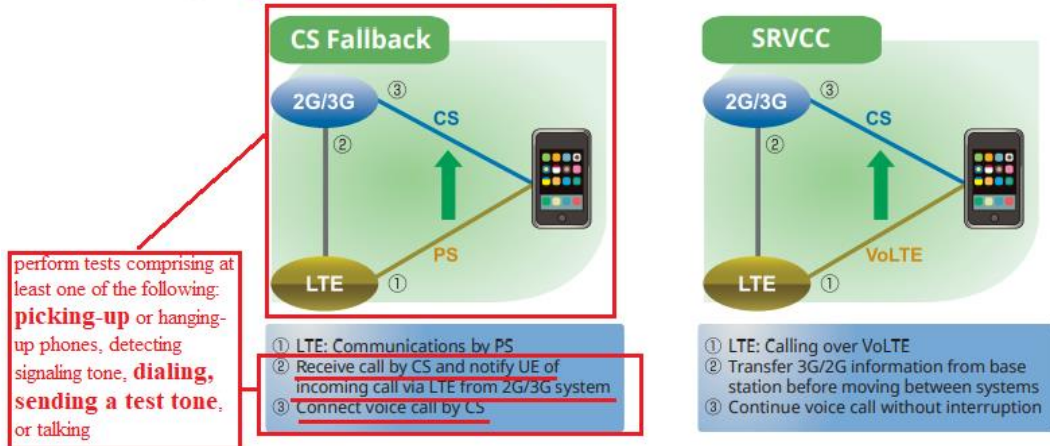 CS Fallback
2G/3G
③
CS
②
PS
LTE
①
SRVCC
2G/3G
③
CS
②
VoLTE
LTE
①
perform tests comprising at
least one of the following:
picking-up or hanging-
up phones, detecting
signaling tone, dialing,
sending a test tone,
or talking
① LTE: Communications by PS
② Receive call by CS and notify UE of
incoming call via LTE from 2G/3G system
③ Connect voice call by CS
① LTE: Calling over VoLTE
② Transfer 3G/2G information from base
station before moving between systems
③ Continue voice call without interruption